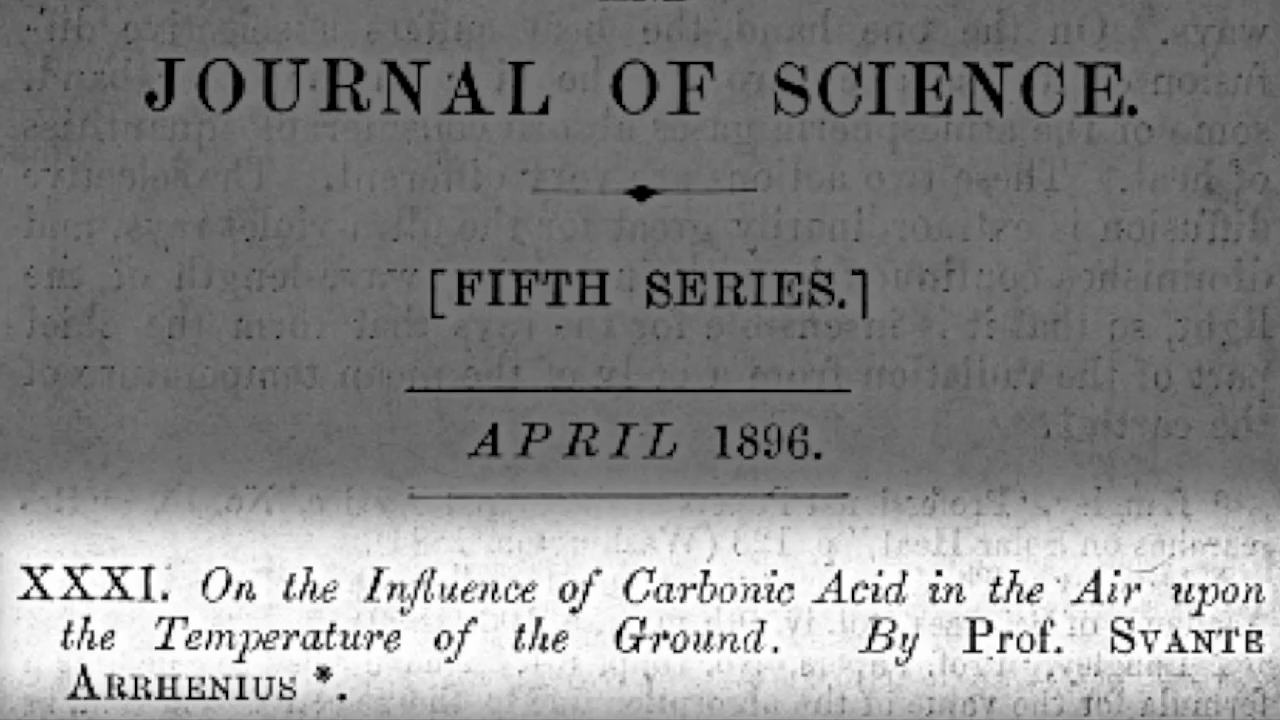 JOURNAL OF SCIENCE.
[FIFTH SERIES.]
APRIL 1896.
XXXI. On the Influence of Carbonic Acid in the Air upon
the Temperature of the Ground. By Prof. SVANTE
ARRHENIUS *.